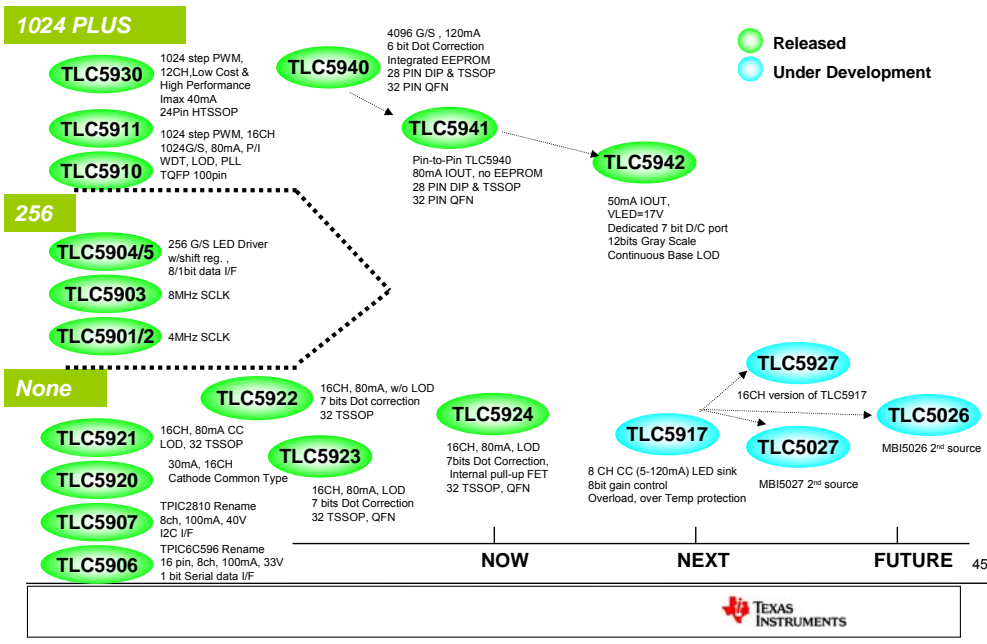 1024 PLUS
TLC5930
1024 step PWM,
12CH,Low Cost &
High Performance
Imax 40mA
24Pin HTSSOP
TLC5940
4096 G/S , 120mA
6 bit Dot Correction
Integrated EEPROM
28 PIN DIP & TSSOP
32 PIN QFN
Released
Under Development
TLC5911
TLC5910
1024 step PWM, 16CH
1024G/S, 80mA, P/I
WDT, LOD, PLL
TQFP 100pin
TLC5941
Pin-to-Pin TLC5940
80mA IOUT, no EEPROM
28 PIN DIP & TSSOP
32 PIN QFN
TLC5942
50mA IOUT,
VLED=17V
Dedicated 7 bit D/C port
12bits Gray Scale
Continuous Base LOD
256
TLC5904/5
256 G/S LED Driver
w/shift reg. ,
8/1bit data I/F
TLC5903
8MHz SCLK
TLC5901/2
4MHz SCLK
None
TLC5922
16CH, 80mA, w/o LOD
7 bits Dot correction
32 TSSOP
TLC5921
16CH, 80mA CC
LOD, 32 TSSOP
TLC5923
16CH, 80mA, LOD
7 bits Dot Correction
32 TSSOP, QFN
TLC5924
16CH, 80mA, LOD
7bits Dot Correction,
Internal pull-up FET
32 TSSOP, QFN
TLC5917
8 CH CC (5-120mA) LED sink
8bit gain control
Overload, over Temp protection
TLC5927
16CH version of TLC5917
TLC5027
MBI5027 2nd source
TLC5026
MBI5026 2nd source
TLC5920
30mA, 16CH
Cathode Common Type
TLC5907
TPIC2810 Rename
8ch, 100mA, 40V
I2C I/F
TLC5906
TPIC6C596 Rename
16 pin, 8ch, 100mA, 33V
1 bit Serial data I/F
NOW
NEXT
FUTURE
45
TEXAS
INSTRUMENTS